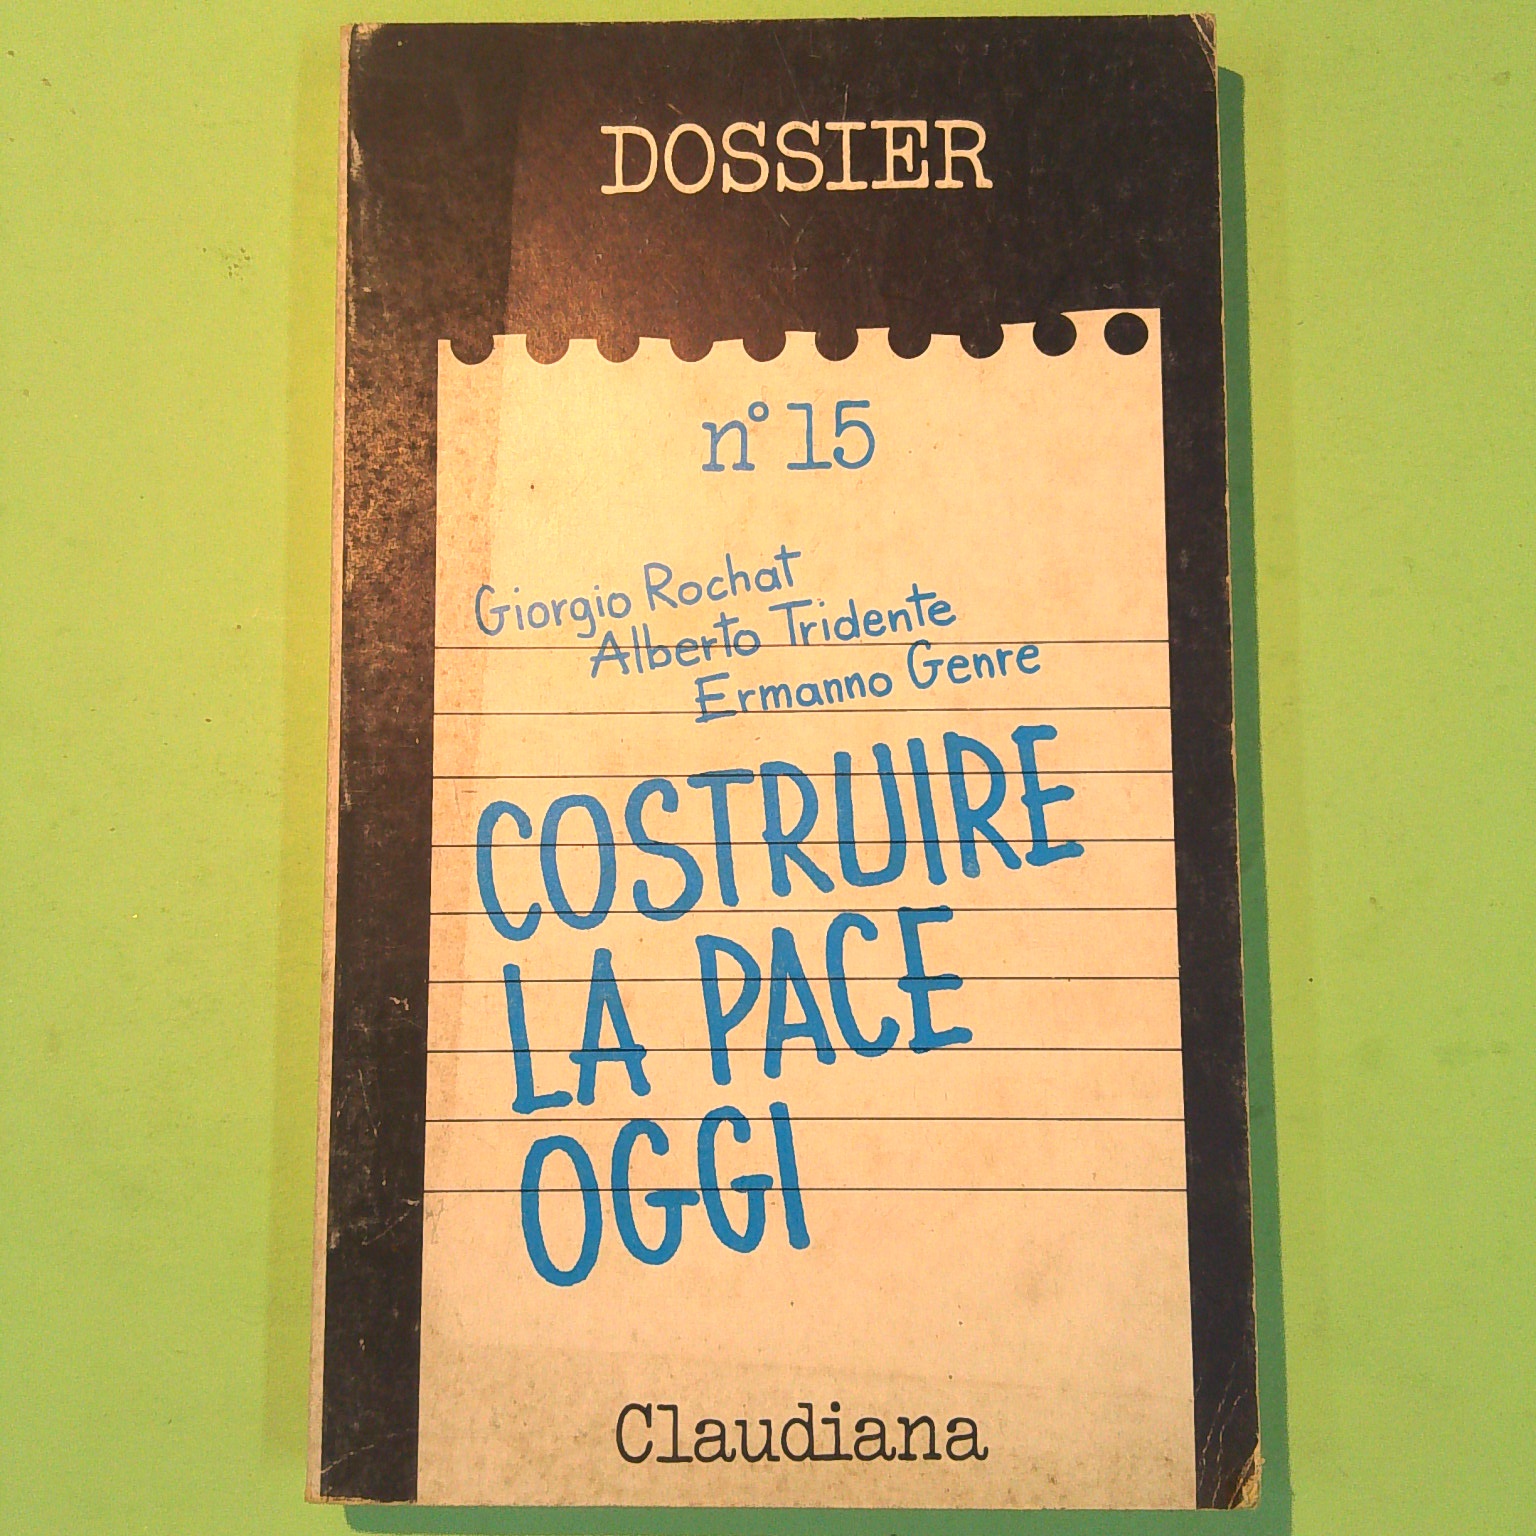 DOSSIER
n° 15
Giorgio Rochat
Alberto Tridente
Ermanno Genre
COSTRUIRE
LA PACE
OGGI
Claudiana